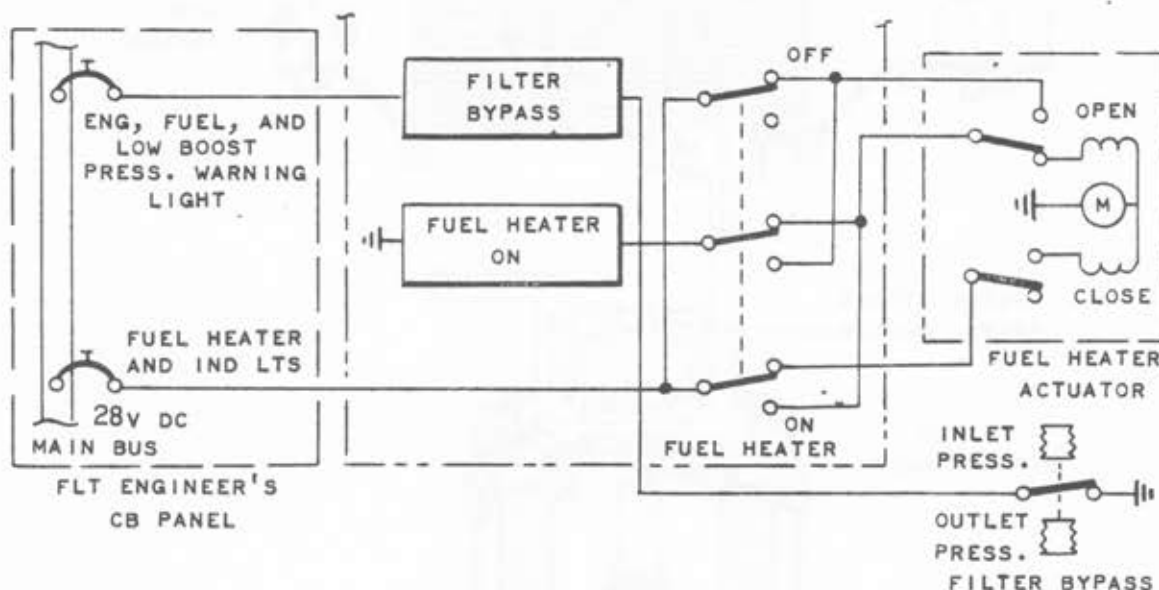 ENG, FUEL, AND
LOW BOOST
PRESS. WARNING
LIGHT
FILTER
BYPASS
OFF
OPEN
M
FUEL HEATER
ON
CLOSE
FUEL HEATER
AND IND LTS
28V DC
MAIN BUS
FLT ENGINEER'S
CB PANEL
ON
FUEL HEATER
FUEL HEATER
ACTUATOR
INLET
PRESS.
OUTLET
PRESS.
FILTER BYPASS